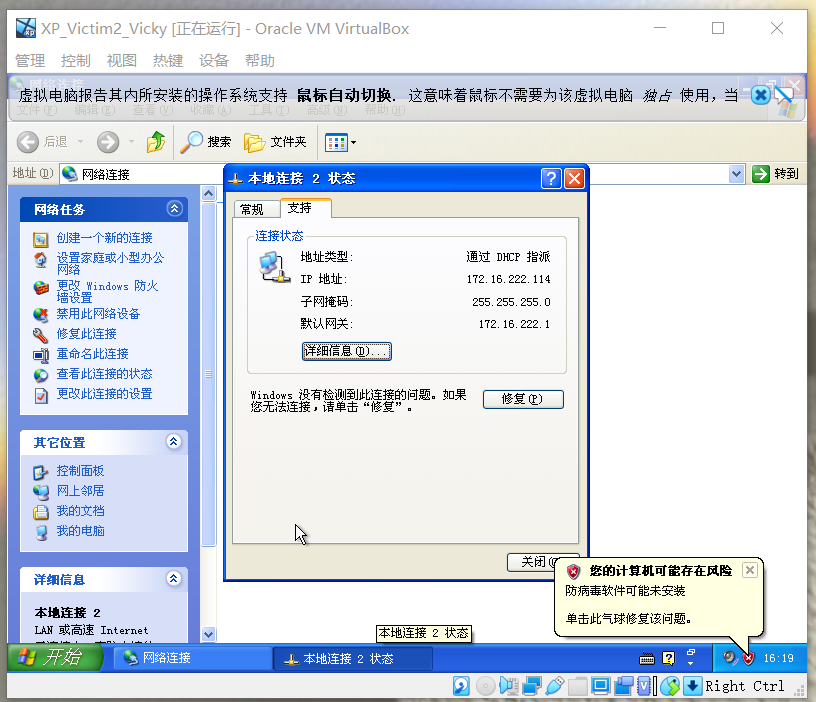 XP_Victim2_Vicky [正在运行] - Oracle VM VirtualBox
管理 控制 视图 热键 设备 帮助
网络连接
虚拟电脑报告其内所安装的操作系统支持 鼠标自动切换. 这意味着鼠标不需要为该虚拟电脑 独占 使用，当
文件(F) 编辑(E) 查看(V) 收藏(A) 工具(T) 高级(N) 帮助(H)
后退 搜索 文件夹
地址(D) 网络连接 转到
网络任务
创建一个新的连接
设置家庭或小型办公
网络
更改 Windows 防火
墙设置
禁用此网络设备
修复此连接
重命名此连接
查看此连接的状态
更改此连接的设置
其它位置
控制面板
网上邻居
我的文档
我的电脑
详细信息
本地连接 2
LAN 或高速 Internet
本地连接 2 状态
常规 支持
连接状态
地址类型: 通过 DHCP 指派
IP 地址: 172.16.222.114
子网掩码: 255.255.255.0
默认网关: 172.16.222.1
详细信息(D)...
Windows 没有检测到此连接的问题。如果
您无法连接，请单击“修复”。
修复(P)
关闭(C)
您的计算机可能存在风险
防病毒软件可能未安装
单击此气球修复该问题。
本地连接 2 状态
开始 网络连接 本地连接 2 状态 16:19
Right Ctrl